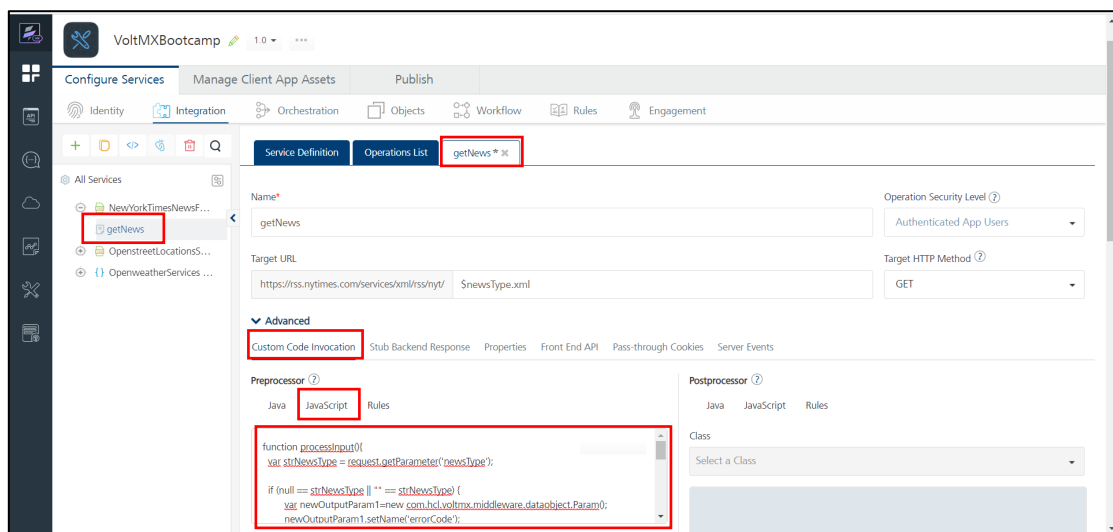 VoltMXBootcamp 1.0
Configure Services Manage Client App Assets Publish
Identity Integration Orchestration Objects Workflow Rules Engagement
Service Definition Operations List getNews *
All Services
NewYorkTimesNewsF...
getNews
OpenstreetLocationsS...
{ } OpenweatherServices ...
Name*
getNews
Operation Security Level ?
Authenticated App Users
Target URL
https://rss.nytimes.com/services/xml/rss/nyt/ $newsType.xml
Target HTTP Method ?
GET
Advanced
Custom Code Invocation Stub Backend Response Properties Front End API Pass-through Cookies Server Events
Preprocessor ?
Java JavaScript Rules
function processInput(){
var strNewsType = request.getParameter('newsType');
if (null == strNewsType || "" == strNewsType) {
var newOutputParam1=new com.hcl.voltmx.middleware.dataobject.Param();
newOutputParam1.setName('errorCode');
Postprocessor ?
Java JavaScript Rules
Class
Select a Class